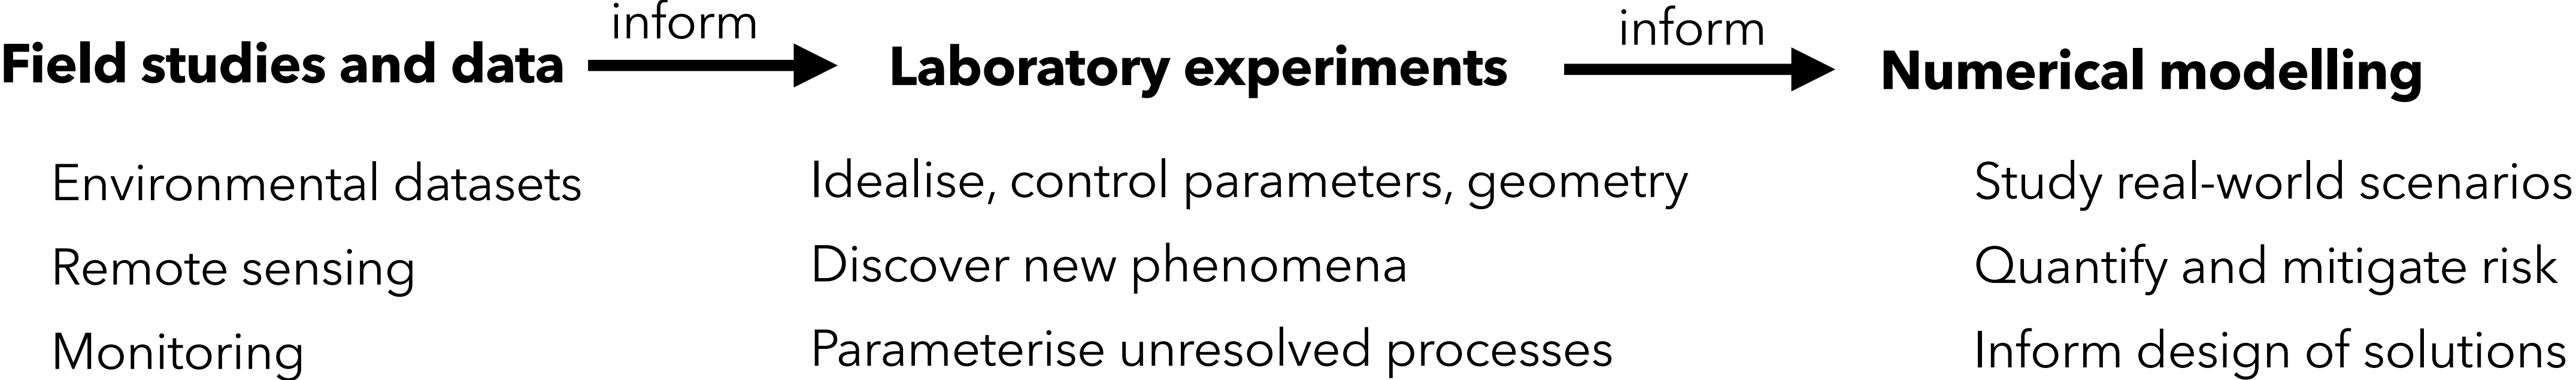 inform
inform
Field studies and data
Laboratory experiments
Numerical modelling
Environmental datasets
Remote sensing
Monitoring
Idealise, control parameters, geometry
Discover new phenomena
Parameterise unresolved processes
Study real-world scenarios
Quantify and mitigate risk
Inform design of solutions